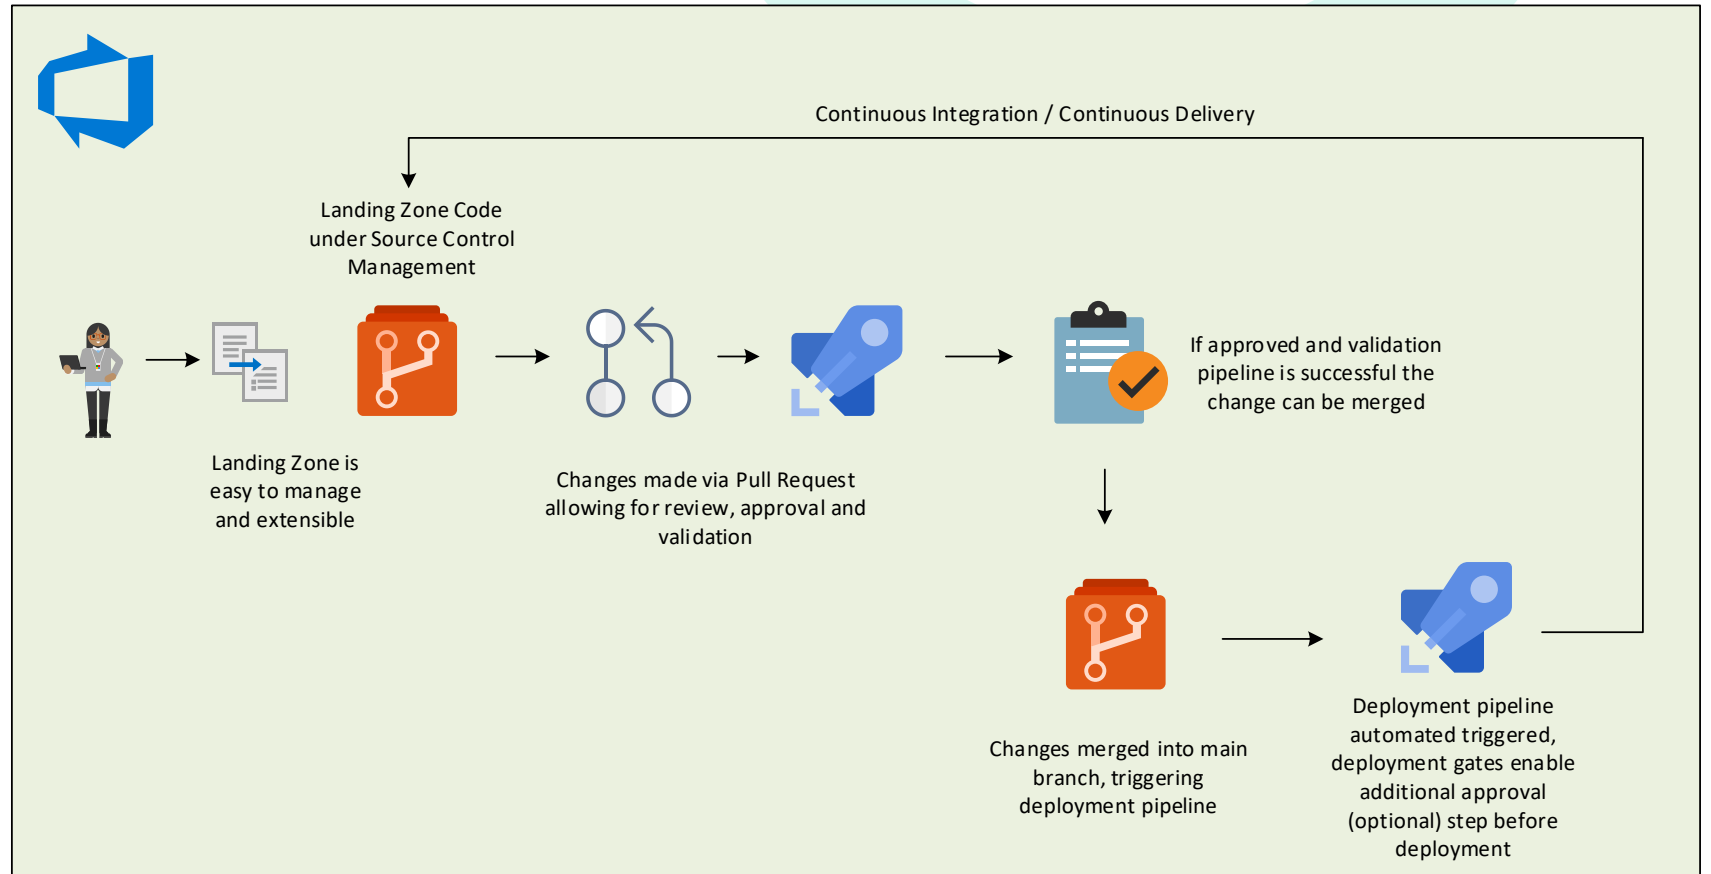 Continuous Integration / Continuous Delivery
Landing Zone Code
under Source Control
Management
If approved and validation
pipeline is successful the
change can be merged
Landing Zone is
easy to manage
and extensible
Changes made via Pull Request
allowing for review, approval and
validation
Changes merged into main
branch, triggering
deployment pipeline
Deployment pipeline
automated triggered,
deployment gates enable
additional approval
(optional) step before
deployment